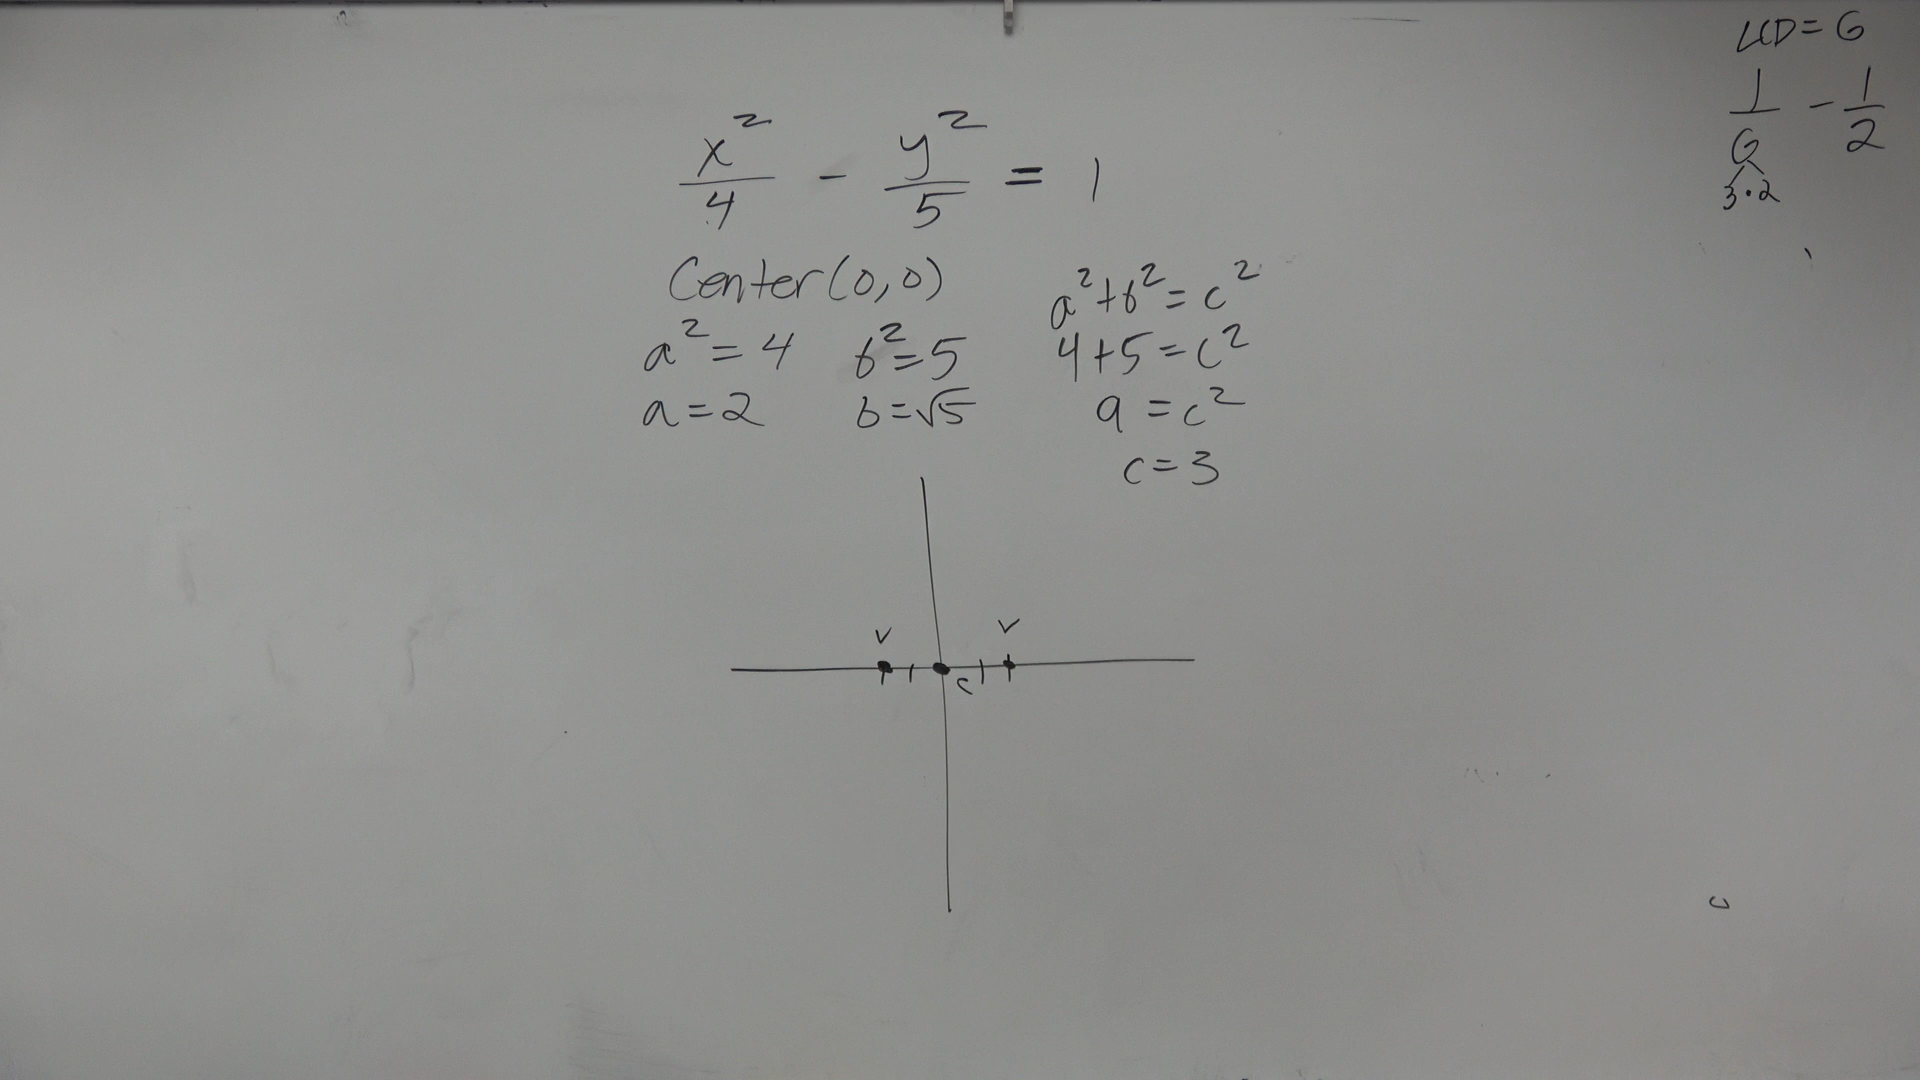 x² / 4 - y² / 5 = 1
Center (0,0)
a² = 4 b² = 5
a = 2 b = √5
a² + b² = c²
4 + 5 = c²
9 = c²
c = 3
V V
C
LCD = 6
1/6 - 1/2
3·2